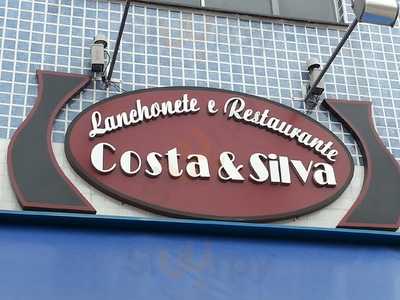 Lanchonete e Restaurante
Costa & Silva